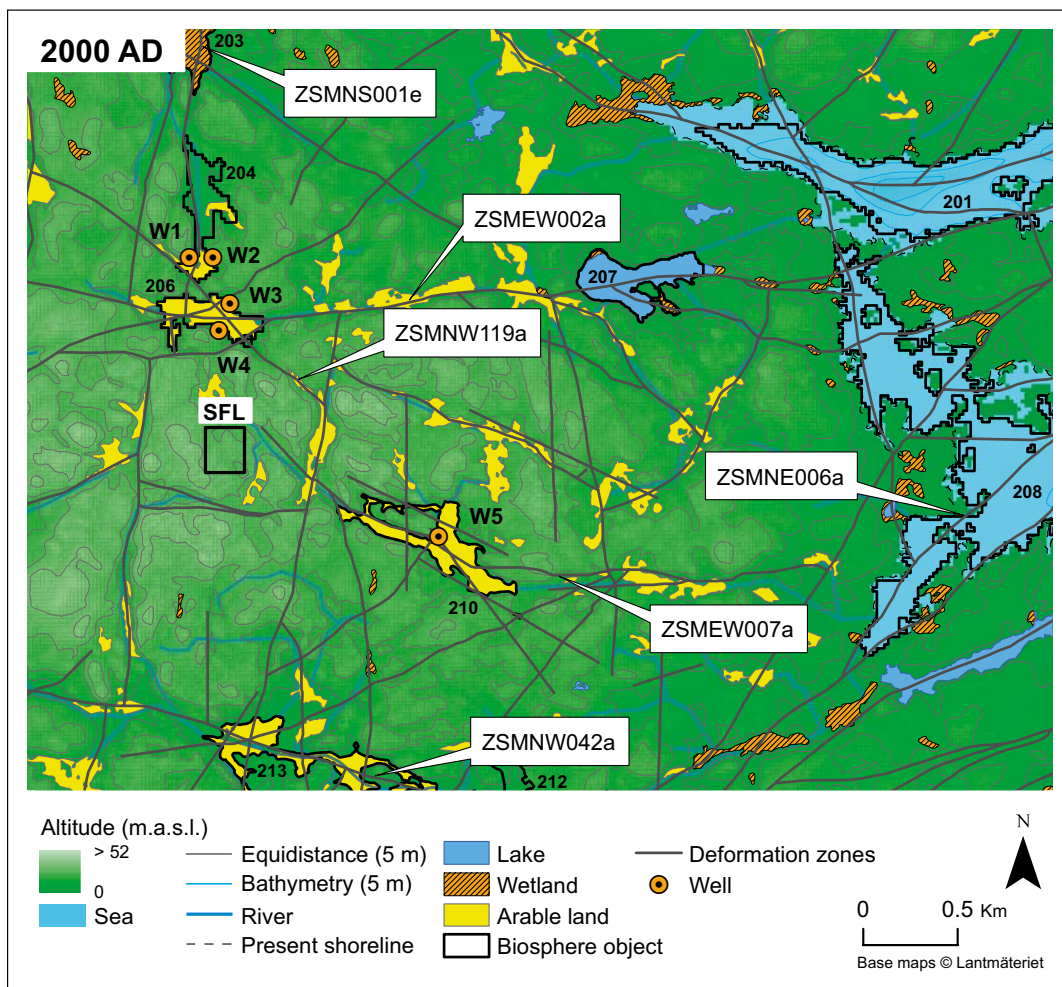 2000 AD
203
ZSMNS001e
204
201
ZSMEW002a
W1
W2
207
206
W3
ZSMNW119a
W4
SFL
ZSMNE006a
208
W5
210
ZSMEW007a
ZSMNW042a
213
212
Altitude (m.a.s.l.)
> 52
0
Sea
Equidistance (5 m)
Bathymetry (5 m)
River
Present shoreline
Lake
Wetland
Arable land
Biosphere object
Deformation zones
Well
N
0 0.5 Km
Base maps © Lantmäteriet